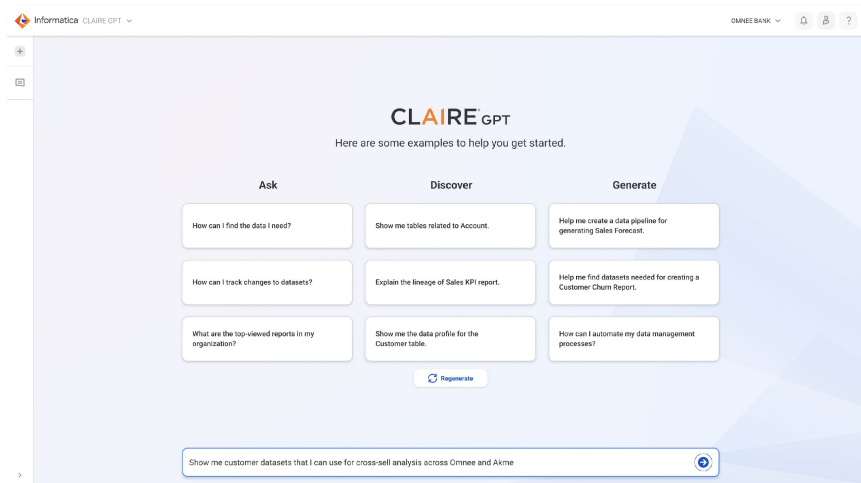 Informatica CLAIRE GPT
OMNEE BANK
?
CLAIRE GPT
Here are some examples to help you get started.
Ask
Discover
Generate
How can I find the data I need?
Show me tables related to Account.
Help me create a data pipeline for
generating Sales Forecast.
How can I track changes to datasets?
Explain the lineage of Sales KPI report.
Help me find datasets needed for creating a
Customer Churn Report.
What are the top-viewed reports in my
organization?
Show me the data profile for the
Customer table.
How can I automate my data management
processes?
Regenerate
Show me customer datasets that I can use for cross-sell analysis across Omnee and Akme